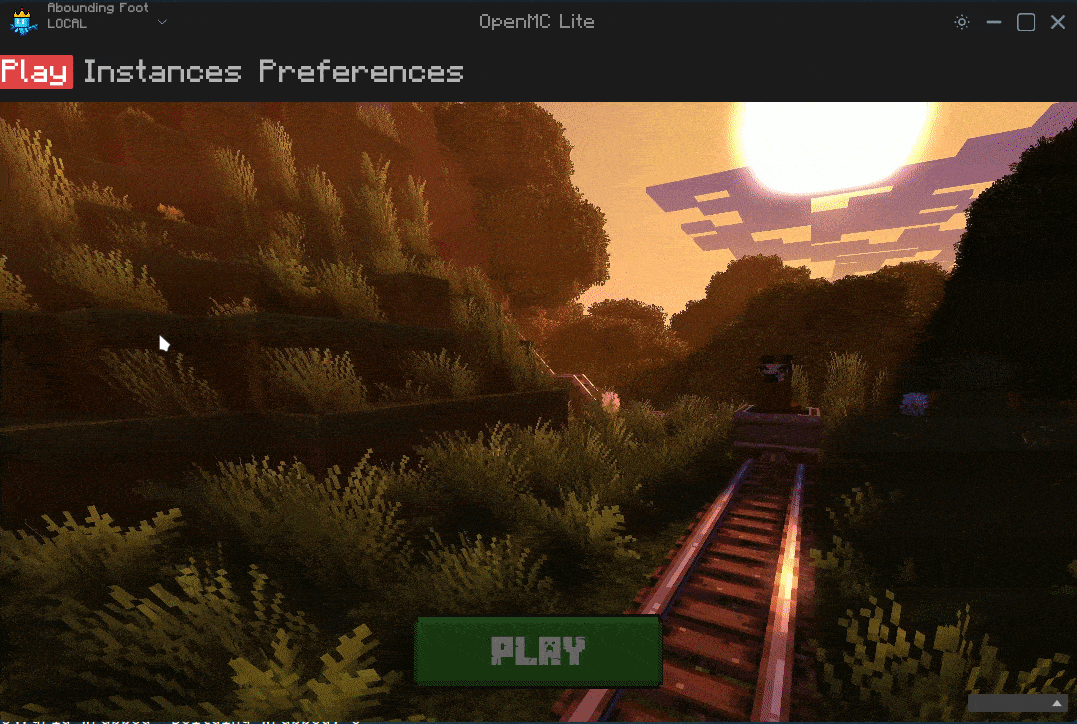 Abounding Foot
LOCAL
OpenMC Lite
Play Instances Preferences
PLAY